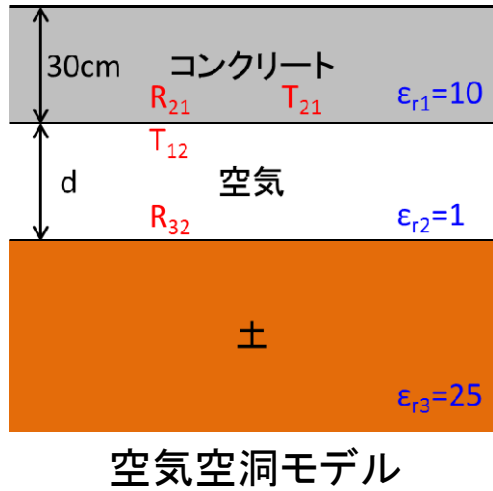 30cm
コンクリート
R21 T21 εr1=10
T12
d
空気
R32
εr2=1
土
εr3=25
空気空洞モデル